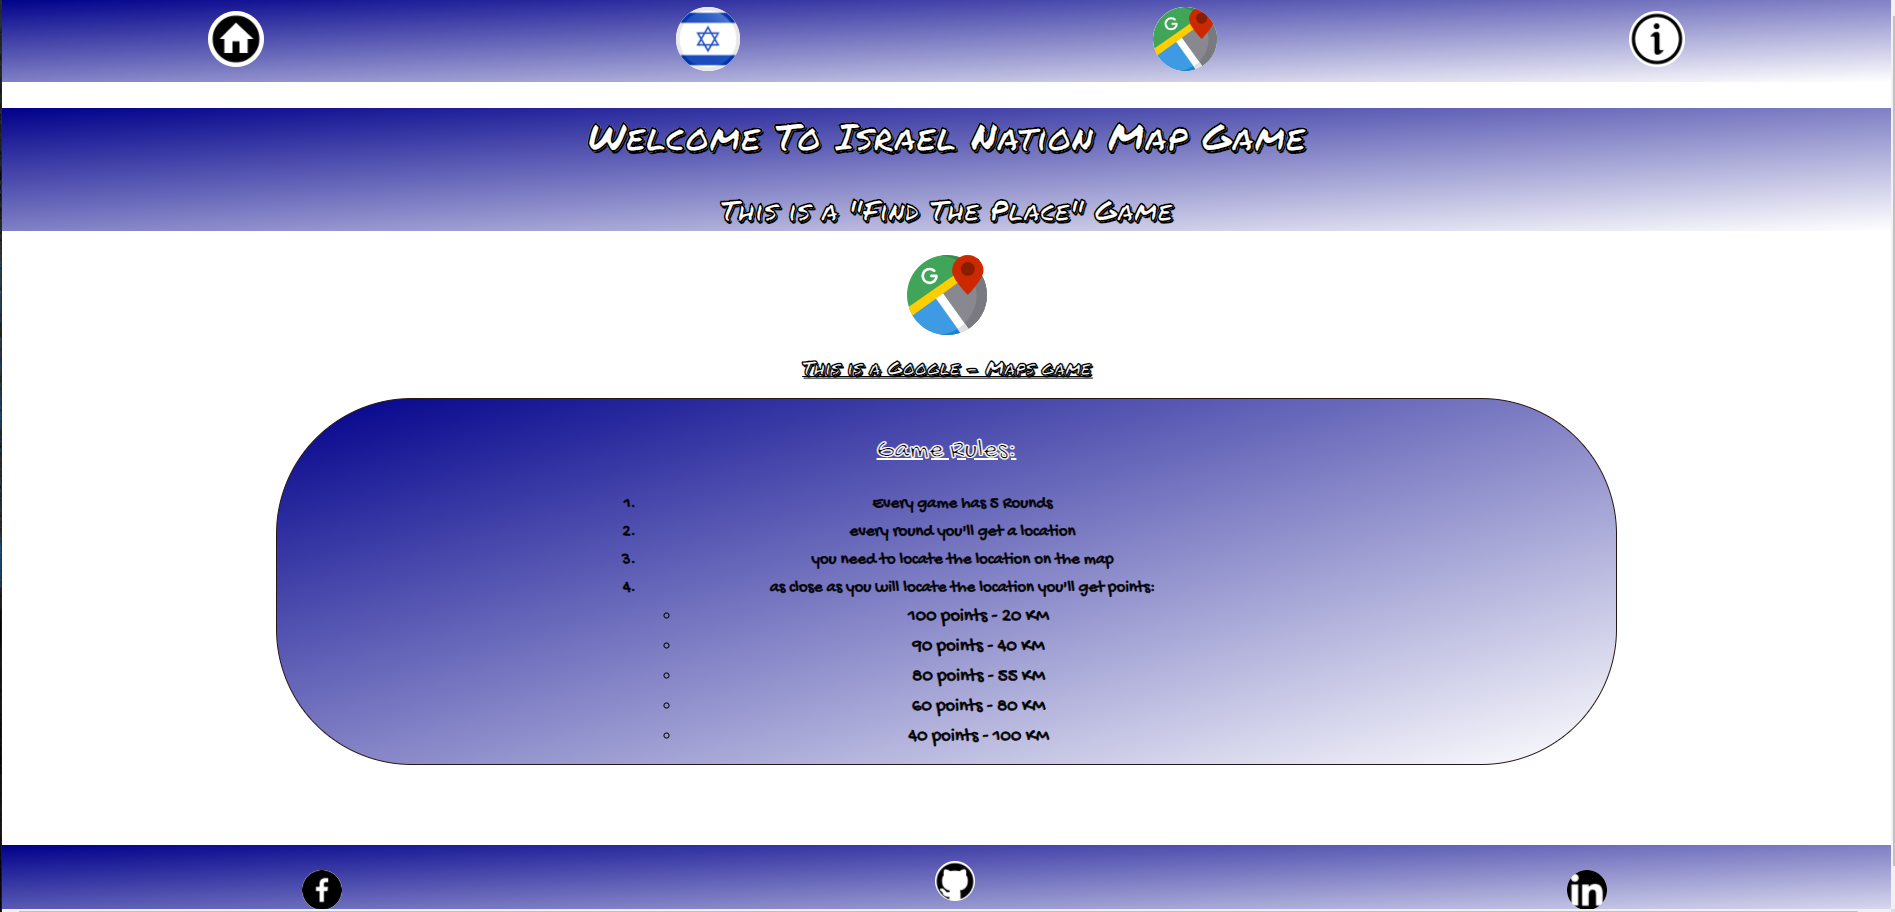 G
i
Welcome To Israel Nation Map Game
This is a "Find The Place" Game
G
This is a Google - Maps game
Game Rules:
1. Every game has 5 Rounds
2. every round you'll get a location
3. you need to locate the location on the map
4. as close as you will locate the location you'll get points:
100 points - 20 KM
90 points - 40 KM
80 points - 55 KM
60 points - 80 KM
40 points - 100 KM
f
in